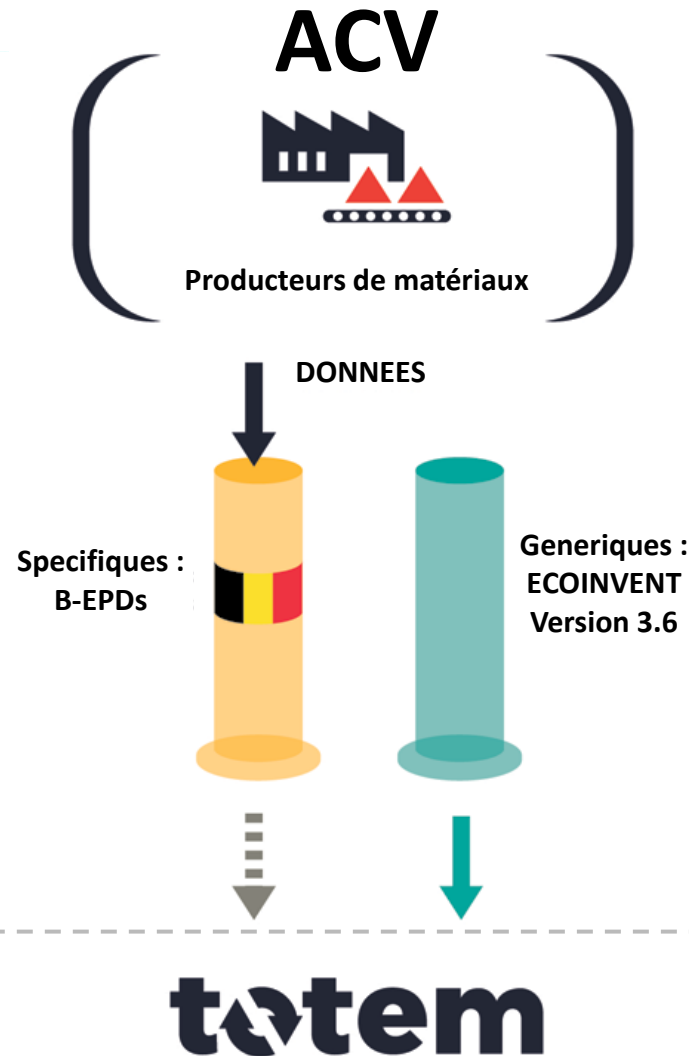 ACV
Producteurs de matériaux
DONNEES
Specifiques :
B-EPDs
Generiques :
ECOINVENT
Version 3.6
totem